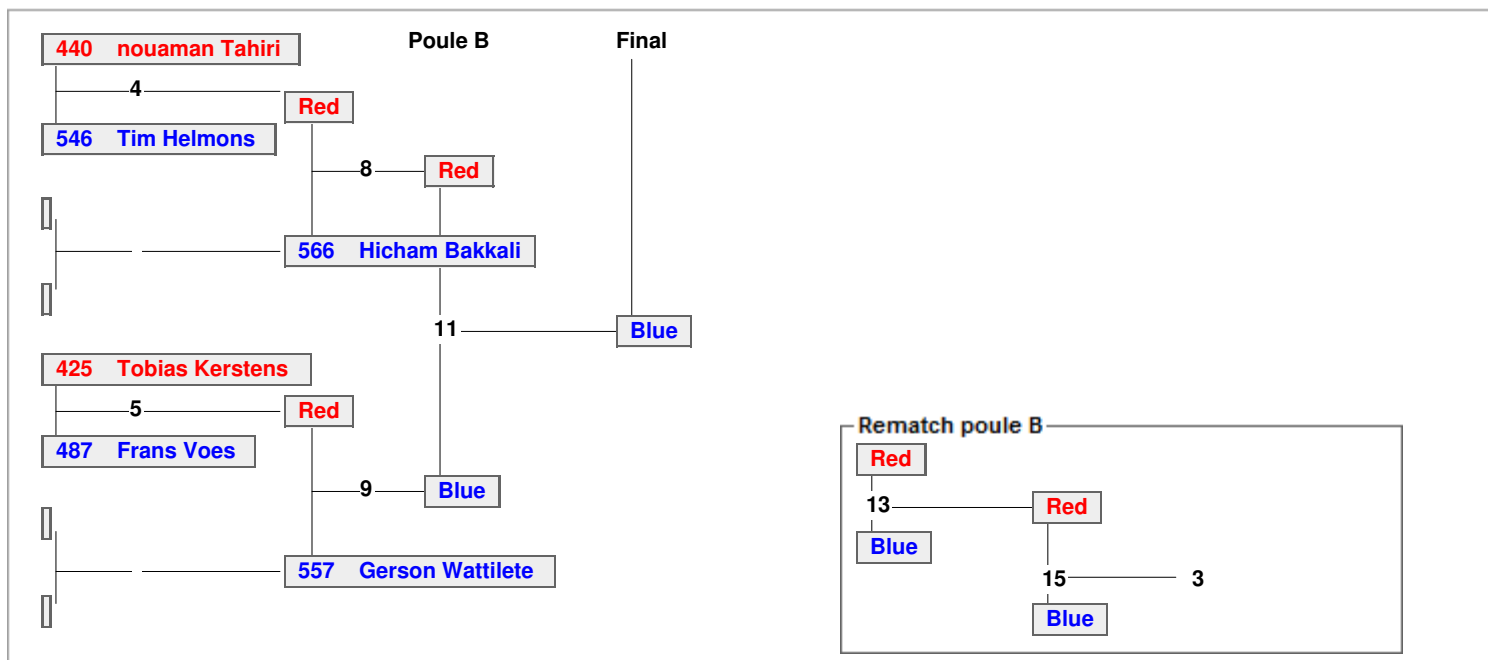 440 nouaman Tahiri
Poule B
Final
4
Red
546 Tim Helmons
8
Red
566 Hicham Bakkali
11
Blue
425 Tobias Kerstens
5
Red
487 Frans Voes
9
Blue
557 Gerson Wattilete
Rematch poule B
Red
13
Red
Blue
15
3
Blue